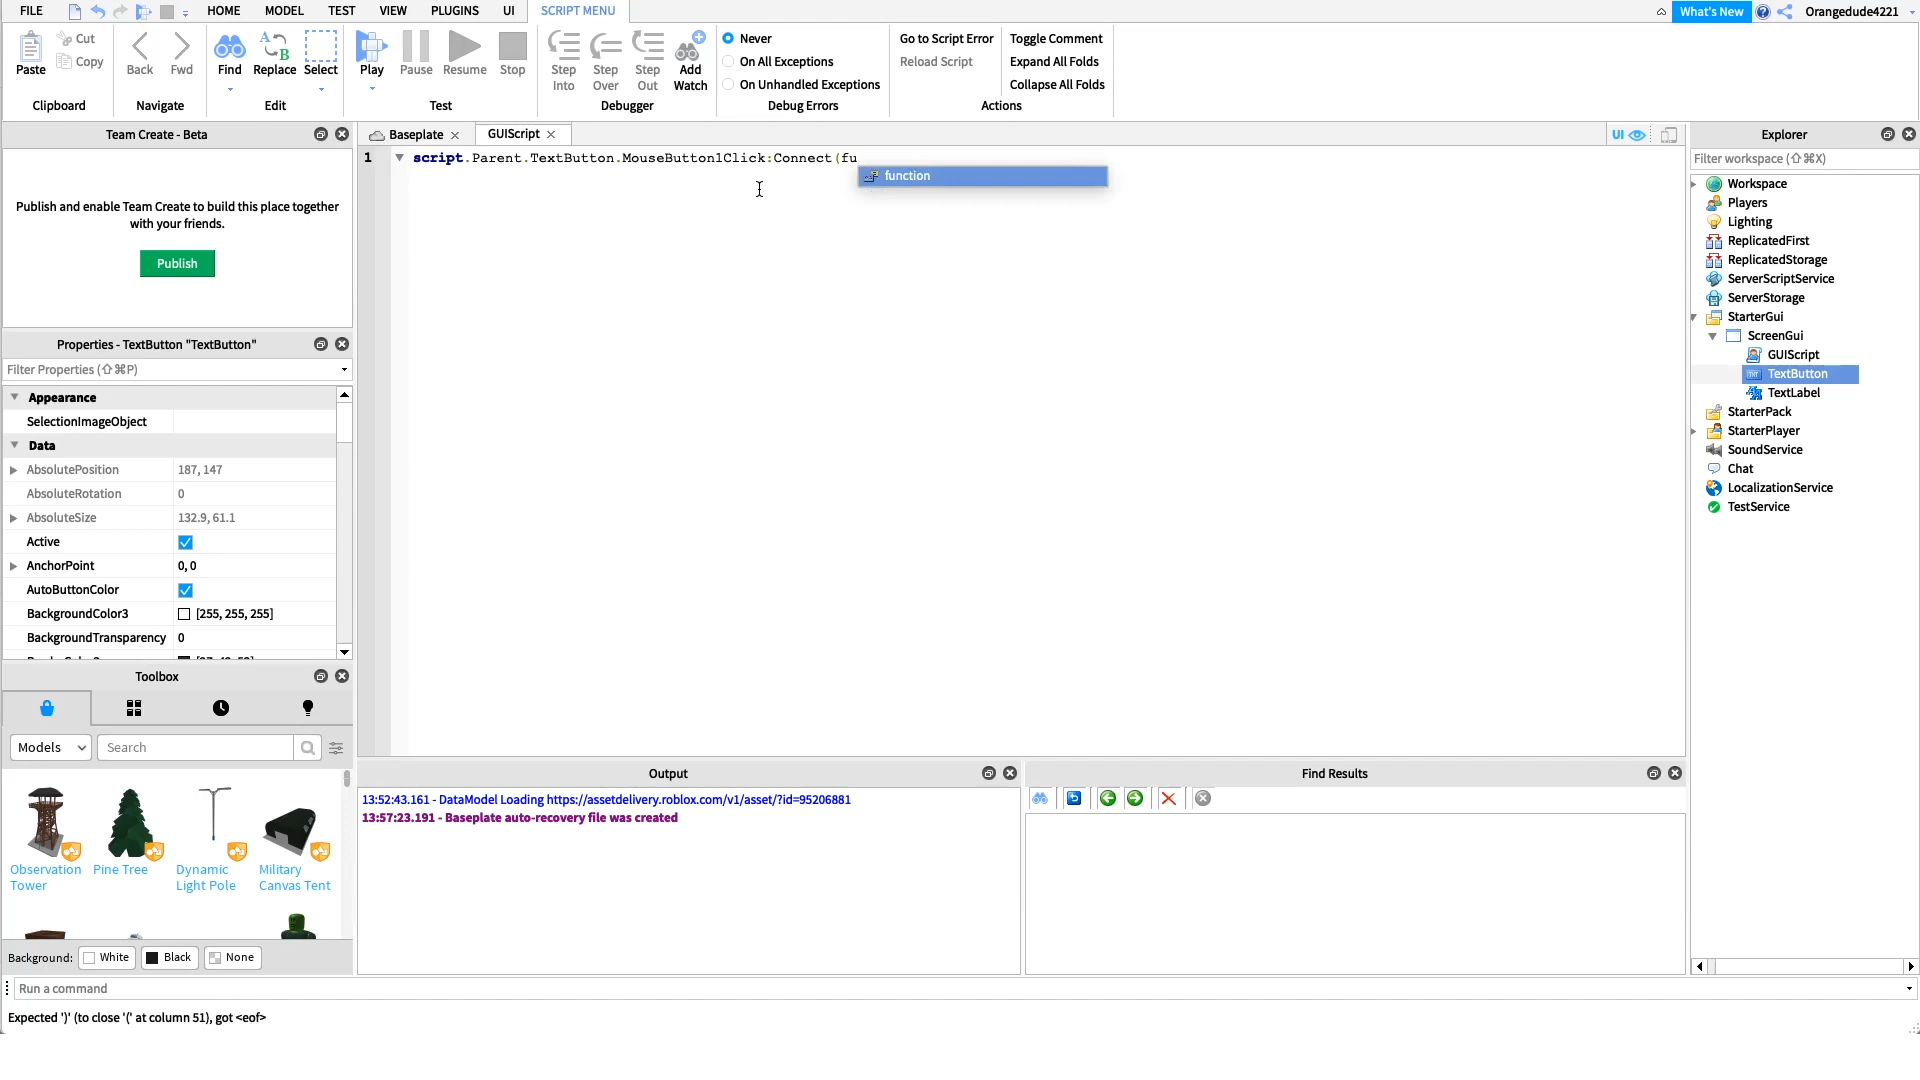 FILE HOME MODEL TEST VIEW PLUGINS UI SCRIPT MENU What's New Orangedude4221
Paste Cut Copy Clipboard
Back Fwd Navigate
Find Replace Select Edit
Play Pause Resume Stop Test
Step Into Step Over Step Out Add Watch Debugger
Never
On All Exceptions
On Unhandled Exceptions
Debug Errors
Go to Script Error Toggle Comment
Reload Script Expand All Folds
Collapse All Folds
Actions
Team Create - Beta
Publish and enable Team Create to build this place together
with your friends.
Publish
Properties - TextButton "TextButton"
Filter Properties (⇧⌘P)
Appearance
SelectionImageObject
Data
AbsolutePosition 187, 147
AbsoluteRotation 0
AbsoluteSize 132.9, 61.1
Active
AnchorPoint 0, 0
AutoButtonColor
BackgroundColor3 [255, 255, 255]
BackgroundTransparency 0
Toolbox
Models Search
Observation Tower
Pine Tree
Dynamic Light Pole
Military Canvas Tent
Background: White Black None
Baseplate GUIScript UI
1 script.Parent.TextButton.MouseButton1Click:Connect(fu
function
Output
13:52:43.161 - DataModel Loading https://assetdelivery.roblox.com/v1/asset/?id=95206881
13:57:23.191 - Baseplate auto-recovery file was created
Find Results
Explorer
Filter workspace (⇧⌘X)
Workspace
Players
Lighting
ReplicatedFirst
ReplicatedStorage
ServerScriptService
ServerStorage
StarterGui
ScreenGui
GUIScript
TextButton
TextLabel
StarterPack
StarterPlayer
SoundService
Chat
LocalizationService
TestService
Run a command
Expected ')' (to close '(' at column 51), got <eof>